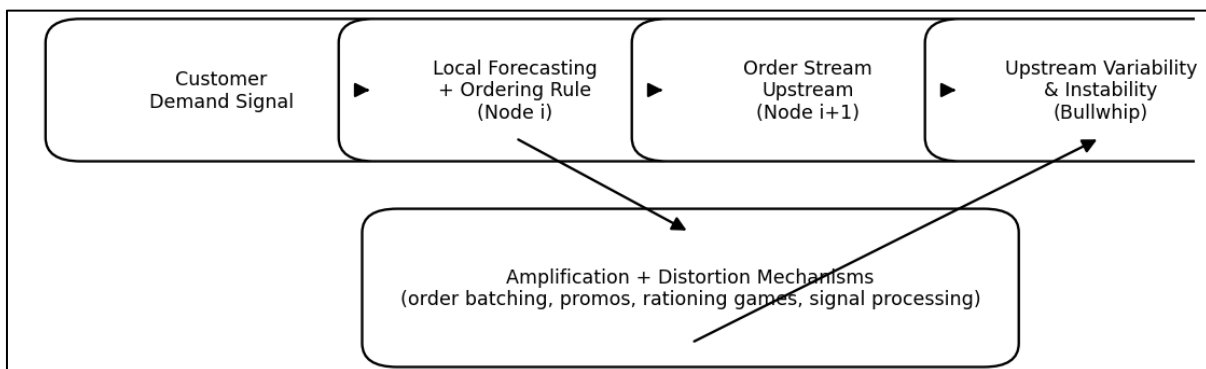 Customer
Demand Signal
Local Forecasting
+ Ordering Rule
(Node i)
Order Stream
Upstream
(Node i+1)
Upstream Variability
& Instability
(Bullwhip)
Amplification + Distortion Mechanisms
(order batching, promos, rationing games, signal processing)